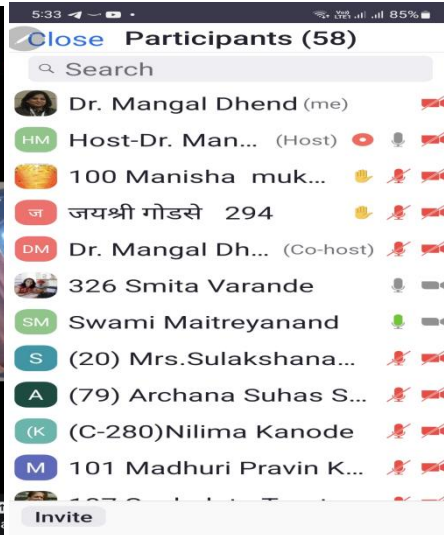 5:33 85%
Close Participants (58)
Search
Dr. Mangal Dhend (me)
HM Host-Dr. Man... (Host)
100 Manisha muk...
ज जयश्री गोडसे 294
DM Dr. Mangal Dh... (Co-host)
326 Smita Varande
SM Swami Maitreyanand
S (20) Mrs.Sulakshana...
A (79) Archana Suhas S...
(K (C-280)Nilima Kanode
M 101 Madhuri Pravin K...
Invite